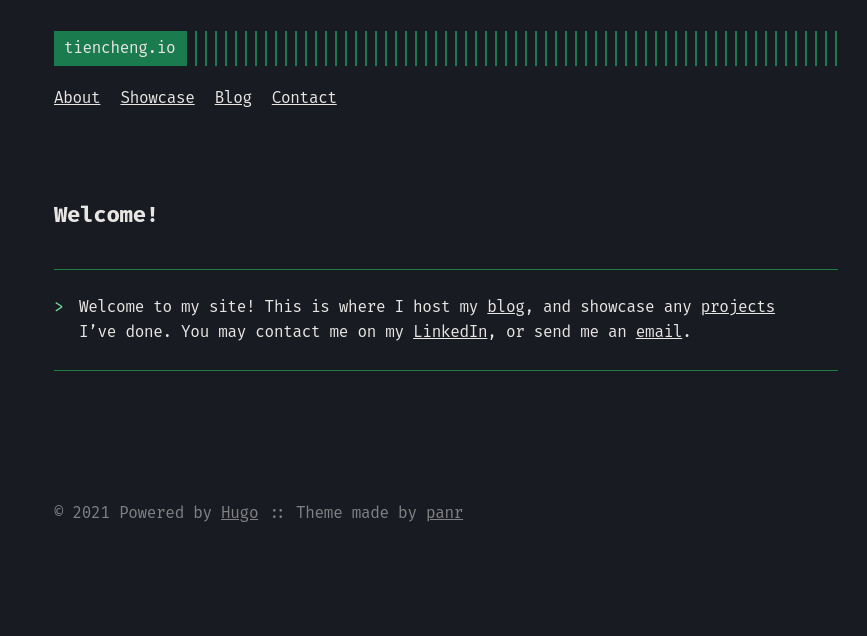 tiencheng.io
About Showcase Blog Contact
Welcome!
> Welcome to my site! This is where I host my blog, and showcase any projects
I’ve done. You may contact me on my LinkedIn, or send me an email.
© 2021 Powered by Hugo :: Theme made by panr